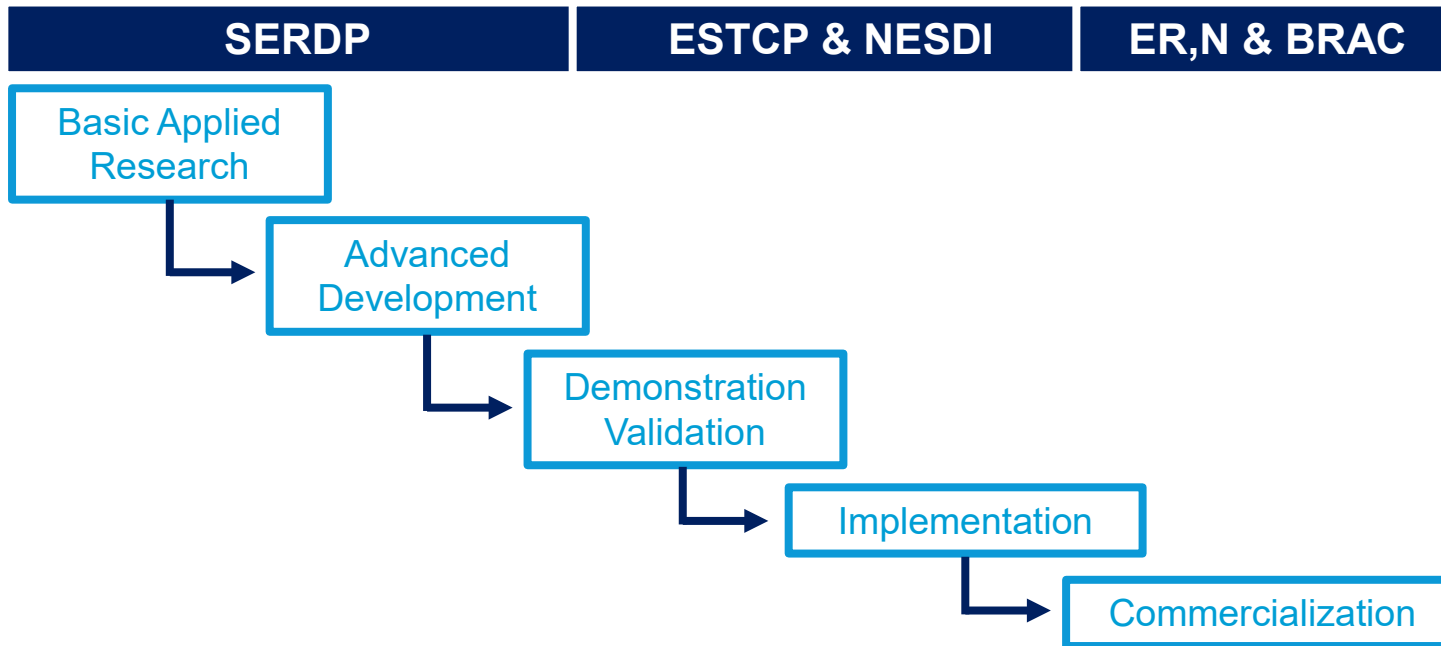 SERDP
ESTCP & NESDI
ER,N & BRAC
Basic Applied
Research
Advanced
Development
Demonstration
Validation
Implementation
Commercialization